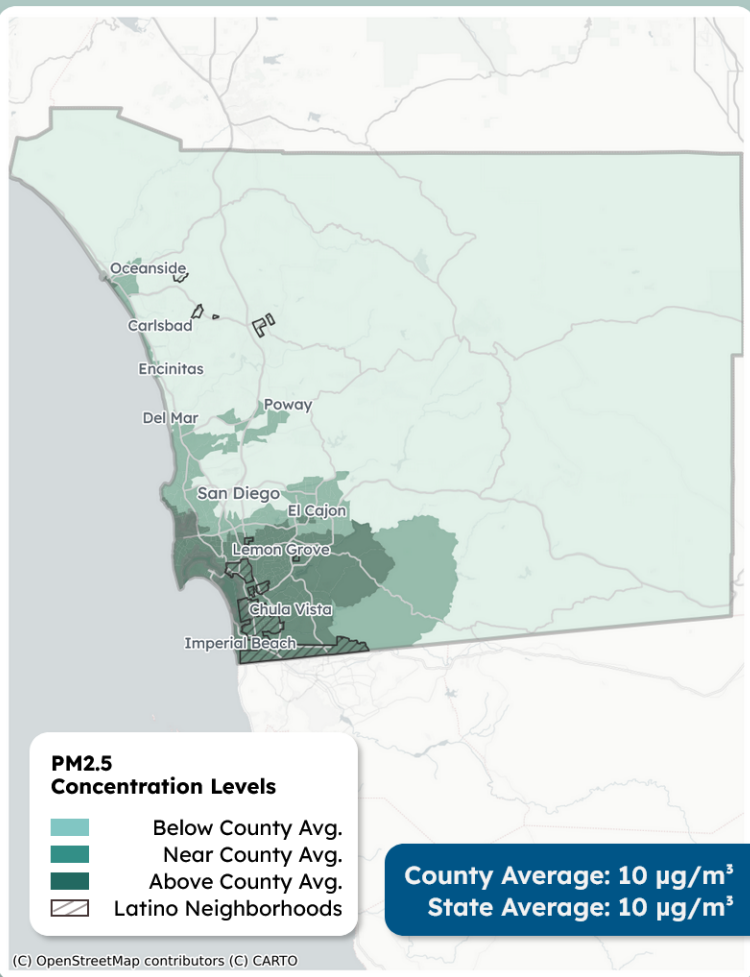 Oceanside
Carlsbad
Encinitas
Del Mar
Poway
San Diego
El Cajon
Lemon Grove
Chula Vista
Imperial Beach
PM2.5
Concentration Levels
Below County Avg.
Near County Avg.
Above County Avg.
Latino Neighborhoods
County Average: 10 µg/m³
State Average: 10 µg/m³
(C) OpenStreetMap contributors (C) CARTO